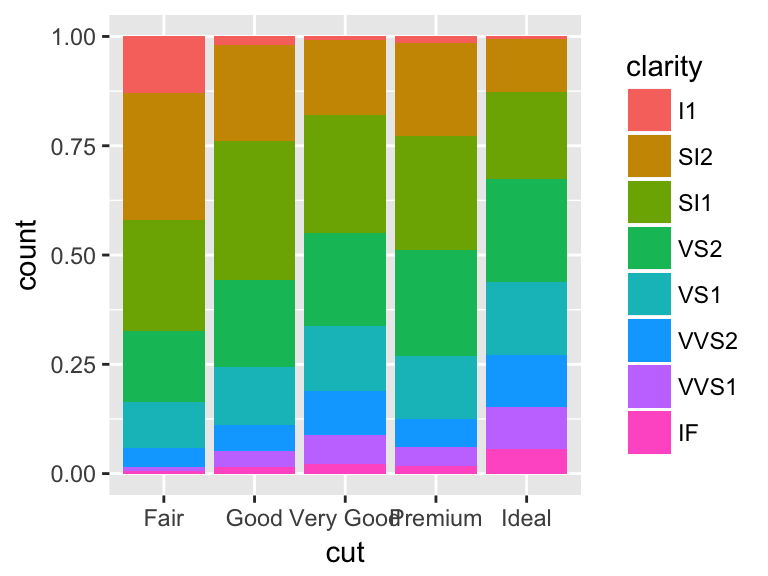 1.00
0.75
0.50
0.25
0.00
count
Fair
Good
Very Good
Premium
Ideal
cut
clarity
I1
SI2
SI1
VS2
VS1
VVS2
VVS1
IF